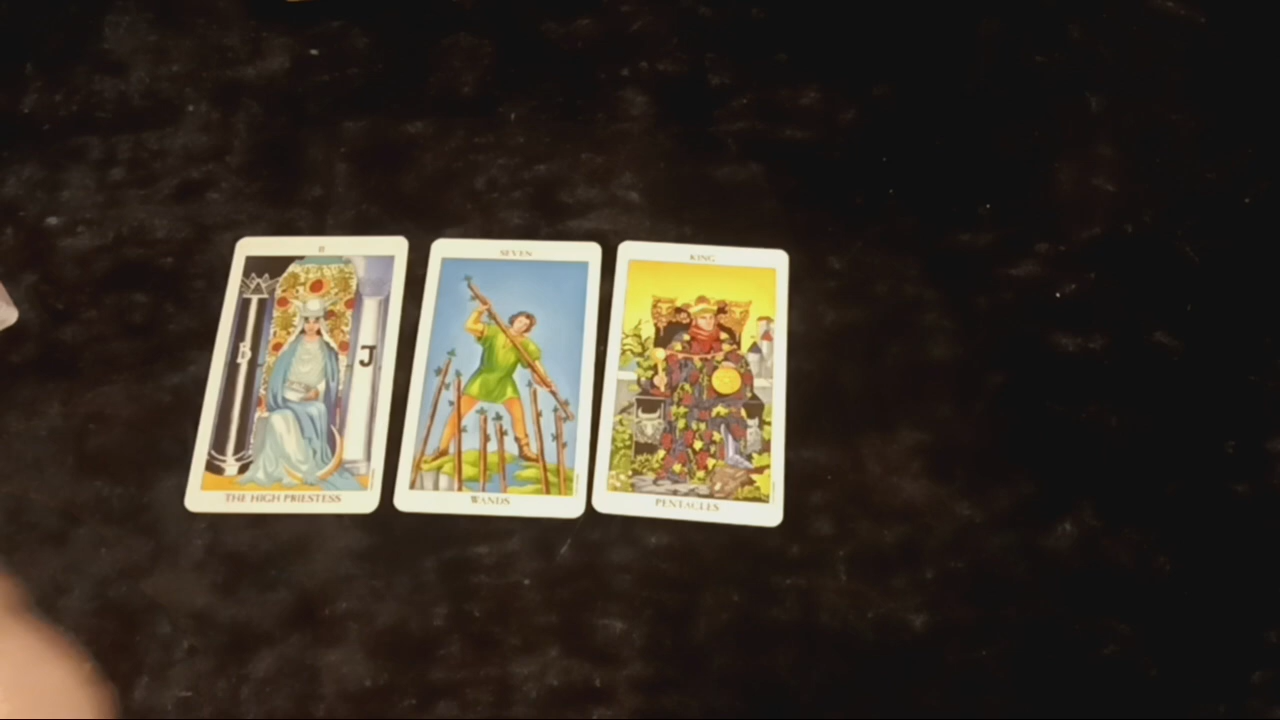 II
THE HIGH PRIESTESS
B
J
SEVEN
WANDS
KING
PENTACLES